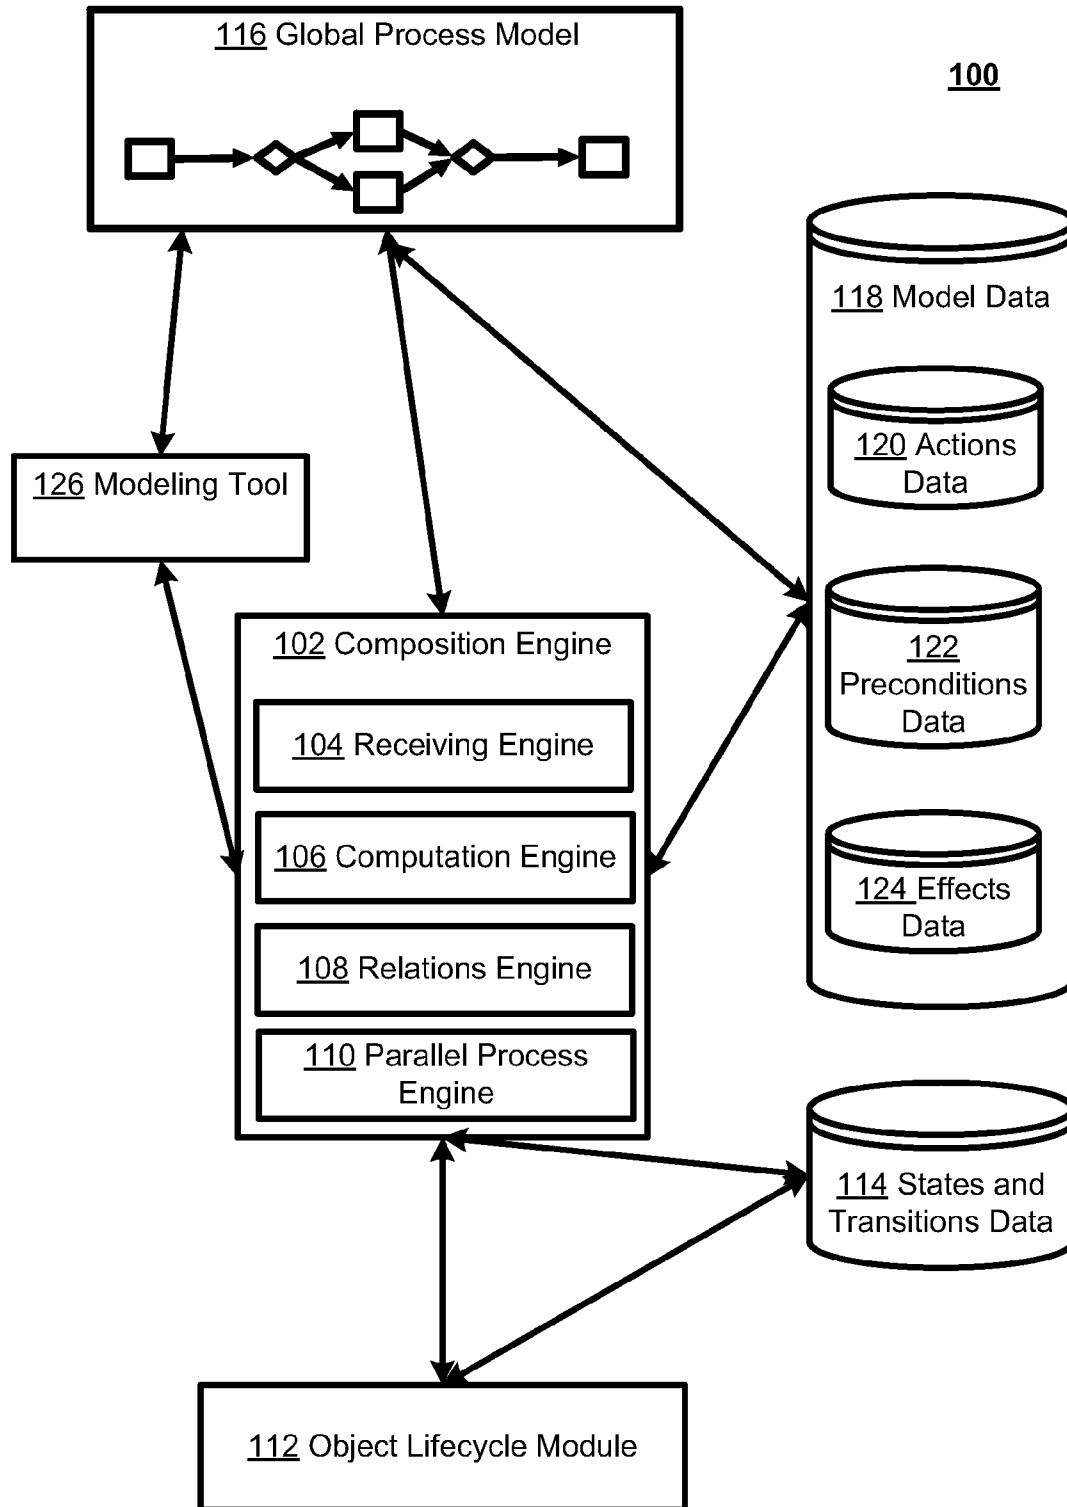 116 Global Process Model
100
118 Model Data
120 Actions
Data
126 Modeling Tool
122
Preconditions
Data
102 Composition Engine
104 Receiving Engine
106 Computation Engine
124 Effects
Data
108 Relations Engine
110 Parallel Process
Engine
114 States and
Transitions Data
112 Object Lifecycle Module